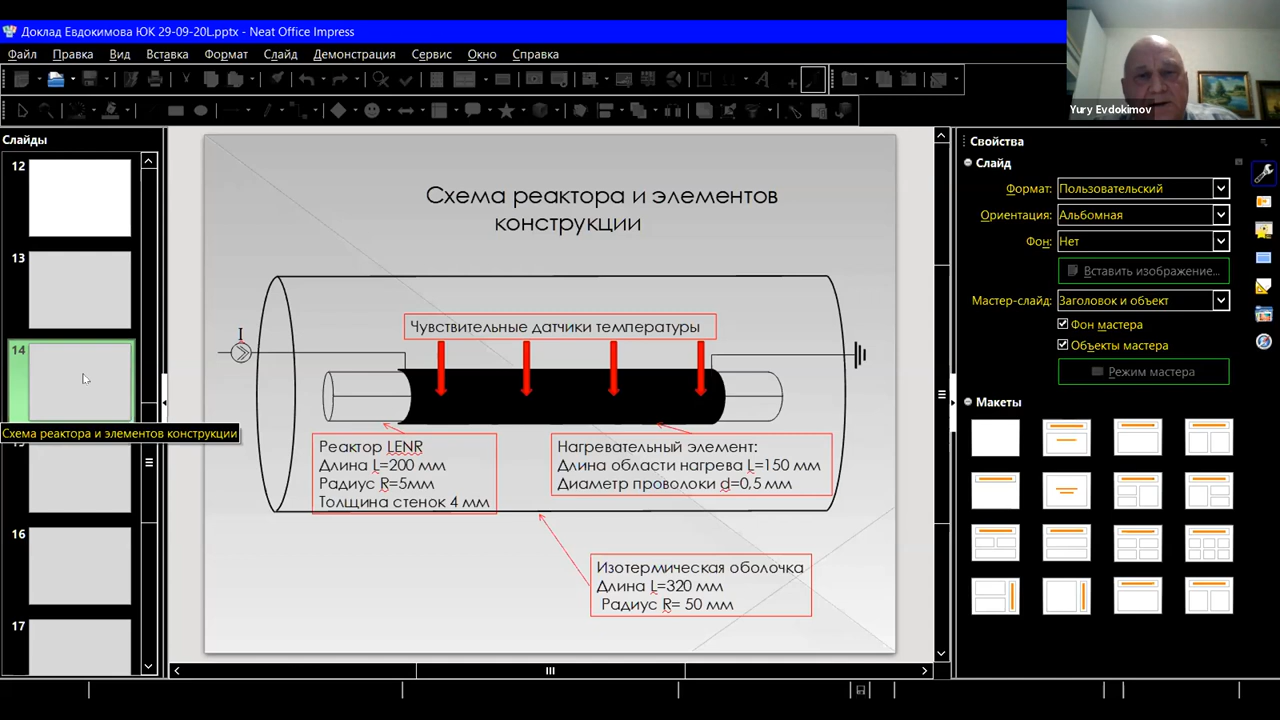 Доклад Евдокимова ЮК 29-09-20L.pptx - Neat Office Impress
Файл Правка Вид Вставка Формат Слайд Демонстрация Сервис Окно Справка
Yury Evdokimov
Слайды
12
13
14
Схема реактора и элементов конструкции
15
16
17
Схема реактора и элементов
конструкции
Чувствительные датчики температуры
I
Реактор LENR
Длина L=200 мм
Радиус R=5мм
Толщина стенок 4 мм
Нагревательный элемент:
Длина области нагрева L=150 мм
Диаметр проволоки d=0,5 мм
Изотермическая оболочка
Длина L=320 мм
Радиус R= 50 мм
Свойства
Слайд
Формат: Пользовательский
Ориентация: Альбомная
Фон: Нет
Вставить изображение...
Мастер-слайд: Заголовок и объект
Фон мастера
Объекты мастера
Режим мастера
Макеты